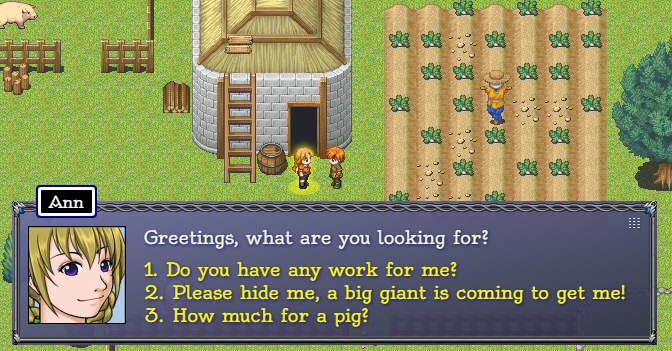 Ann
Greetings, what are you looking for?
1. Do you have any work for me?
2. Please hide me, a big giant is coming to get me!
3. How much for a pig?